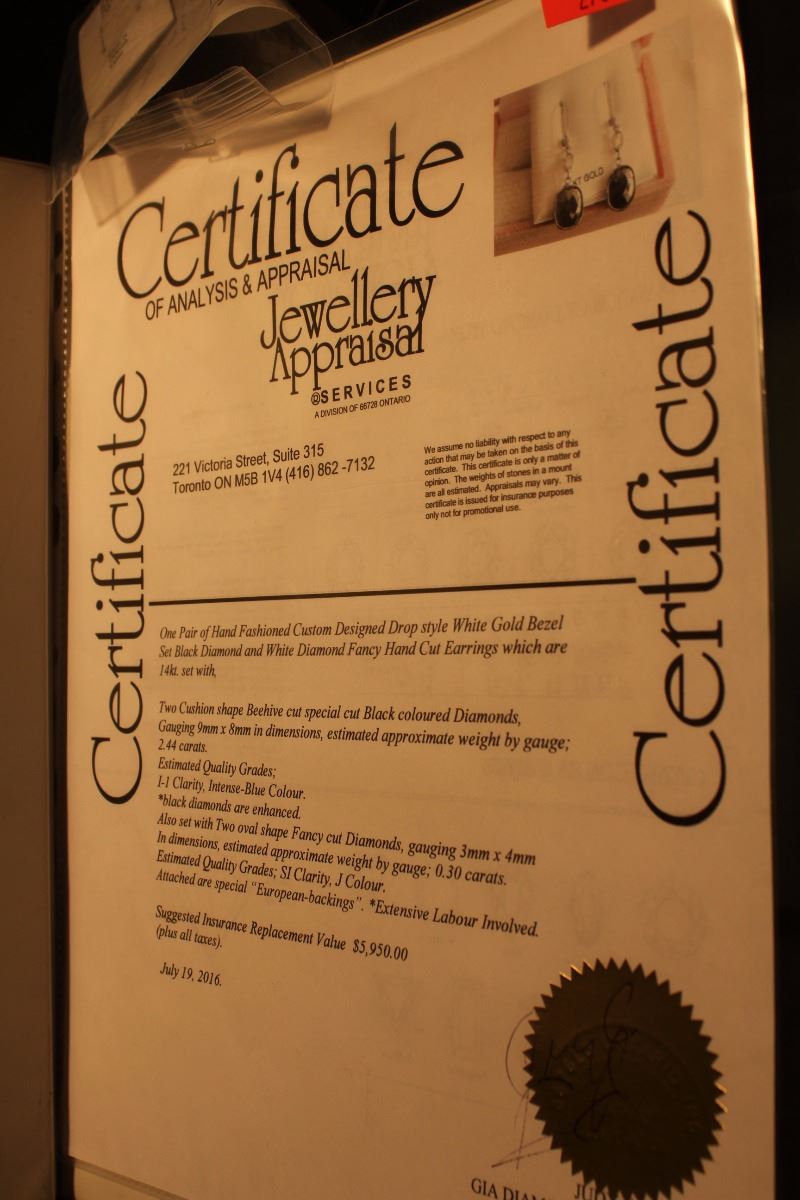 Certificate
OF ANALYSIS & APPRAISAL
Jewellery
Appraisal
SERVICES
A DIVISION OF 66728 ONTARIO
KT GOLD
221 Victoria Street, Suite 315
Toronto ON M5B 1V4 (416) 862 -7132
We assume no liability with respect to any
action that may be taken on the basis of this
certificate. This certificate is only a matter of
opinion. The weights of stones in a mount
are all estimated. Appraisals may vary. This
certificate is issued for insurance purposes
only not for promotional use.
Certificate
Certificate
One Pair of Hand Fashioned Custom Designed Drop style White Gold Bezel
Set Black Diamond and White Diamond Fancy Hand Cut Earrings which are
14kt. set with,
Two Cushion shape Beehive cut special cut Black coloured Diamonds,
Gauging 9mm x 8mm in dimensions, estimated approximate weight by gauge;
2.44 carats.
Estimated Quality Grades;
I-1 Clarity, Intense-Blue Colour.
*black diamonds are enhanced.
Also set with Two oval shape Fancy cut Diamonds, gauging 3mm x 4mm
In dimensions, estimated approximate weight by gauge; 0.30 carats.
Estimated Quality Grades; SI Clarity, J Colour.
Attached are special "European-backings". *Extensive Labour Involved.
Suggested Insurance Replacement Value $5,950.00
(plus all taxes).
July 19, 2016.
GIA